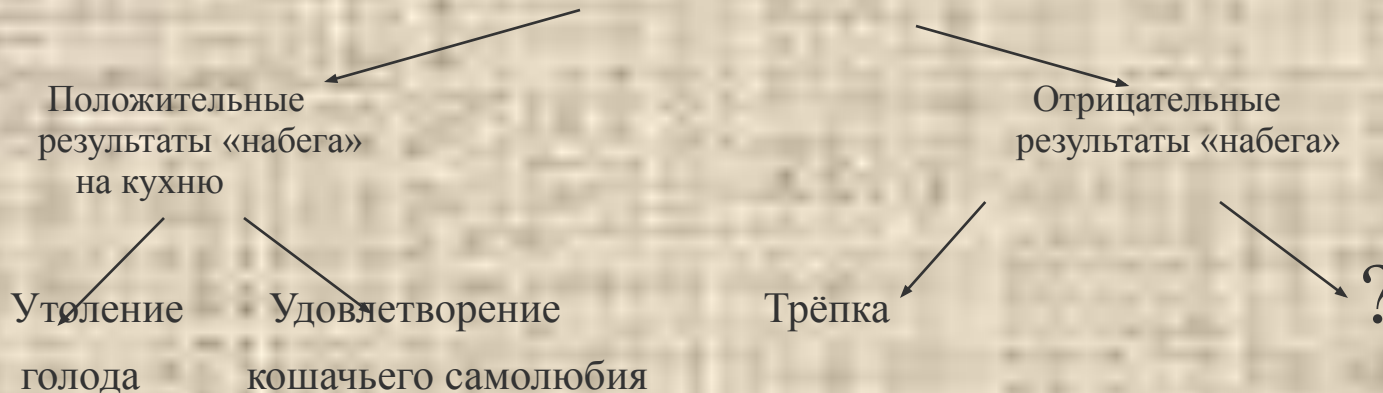 Положительные
результаты «набега»
на кухню
Отрицательные
результаты «набега»
Утоление
голода
Удовлетворение
кошачьего самолюбия
Трёпка
?